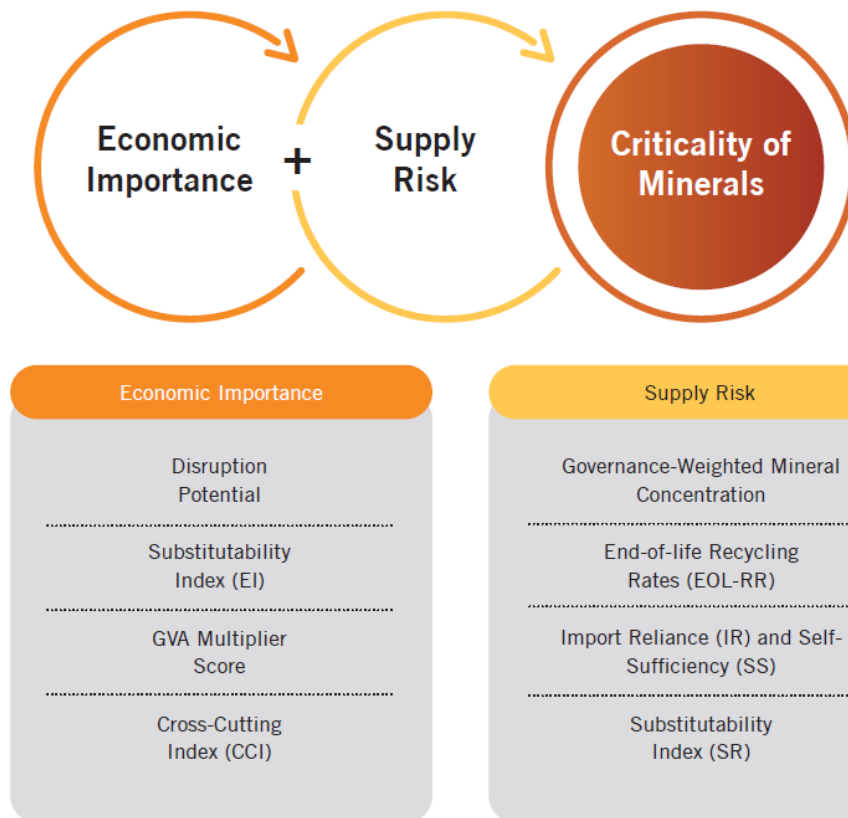 Economic
Importance
+
Supply
Risk
Criticality of
Minerals
Economic Importance
Disruption
Potential
Substitutability
Index (EI)
GVA Multiplier
Score
Cross-Cutting
Index (CCI)
Supply Risk
Governance-Weighted Mineral
Concentration
End-of-life Recycling
Rates (EOL-RR)
Import Reliance (IR) and Self-
Sufficiency (SS)
Substitutability
Index (SR)